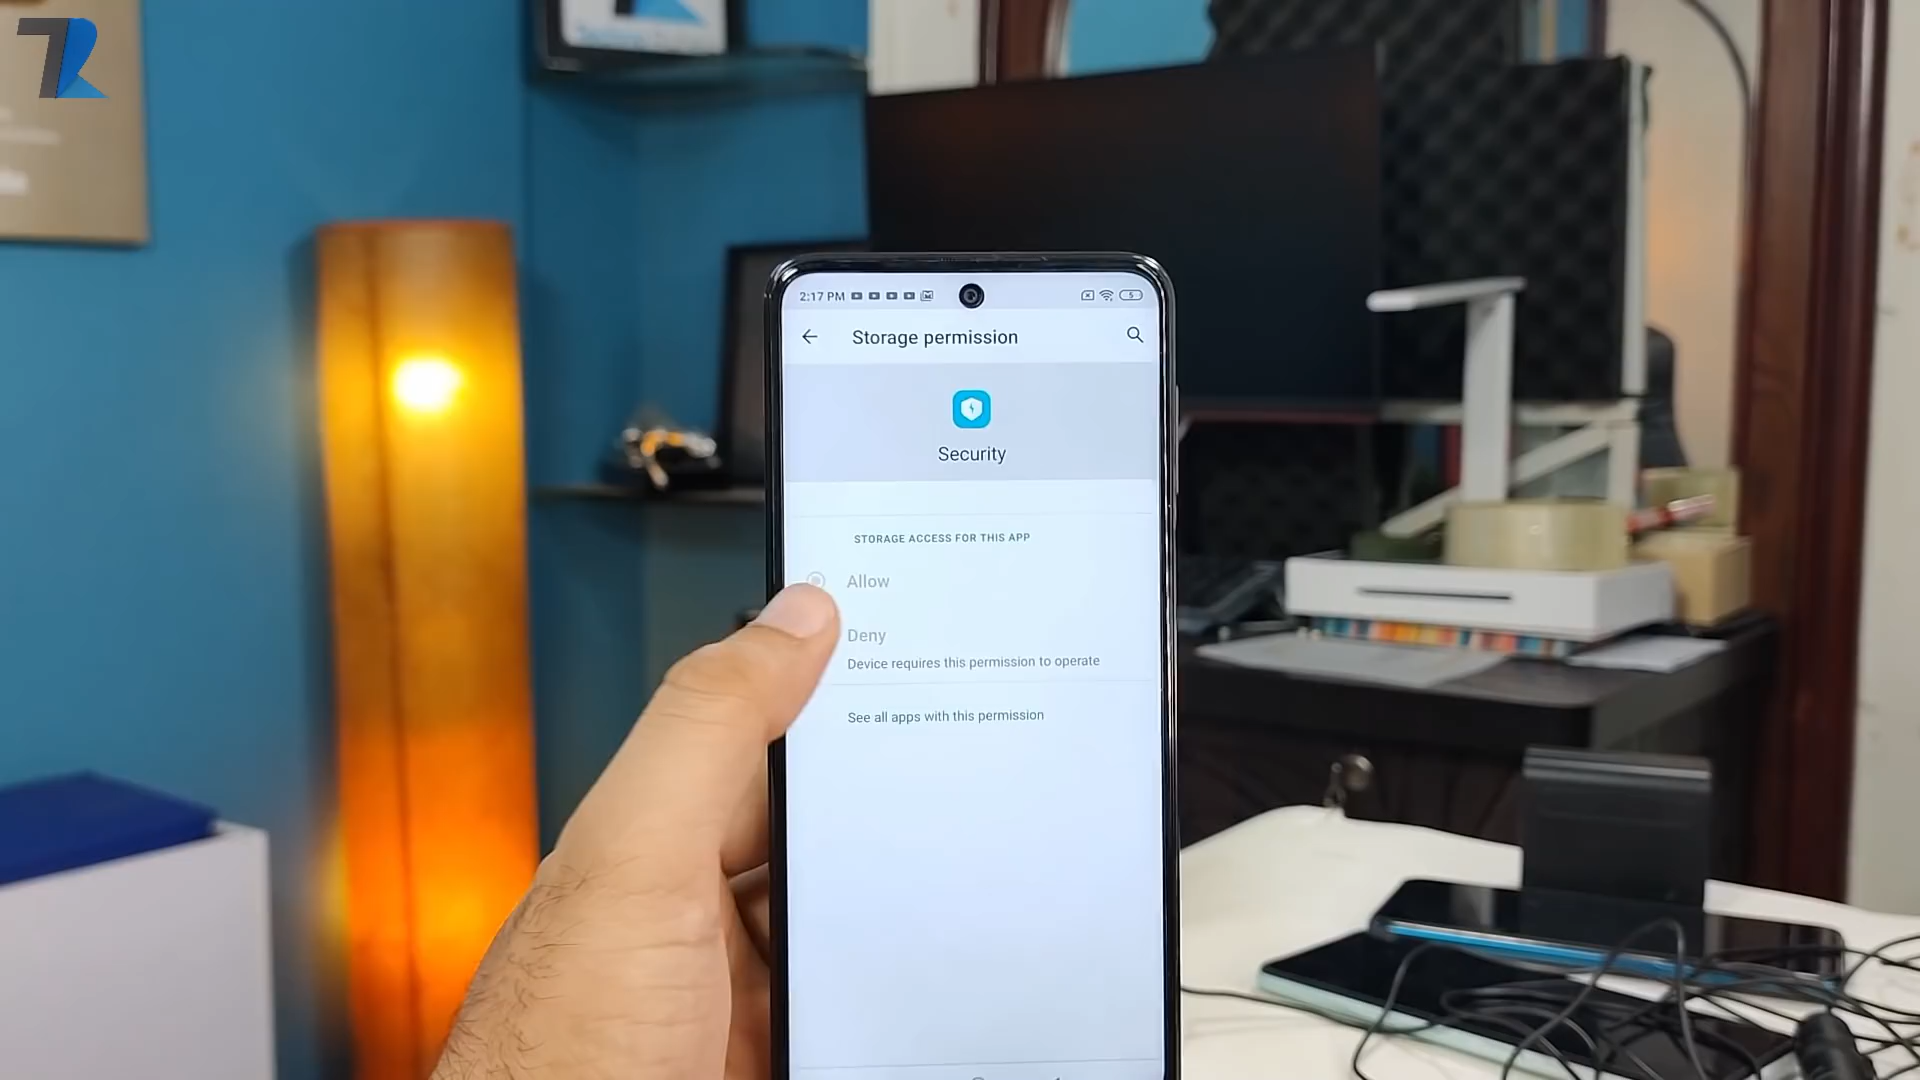 2:17 PM
5
Storage permission
Security
STORAGE ACCESS FOR THIS APP
Allow
Deny
Device requires this permission to operate
See all apps with this permission